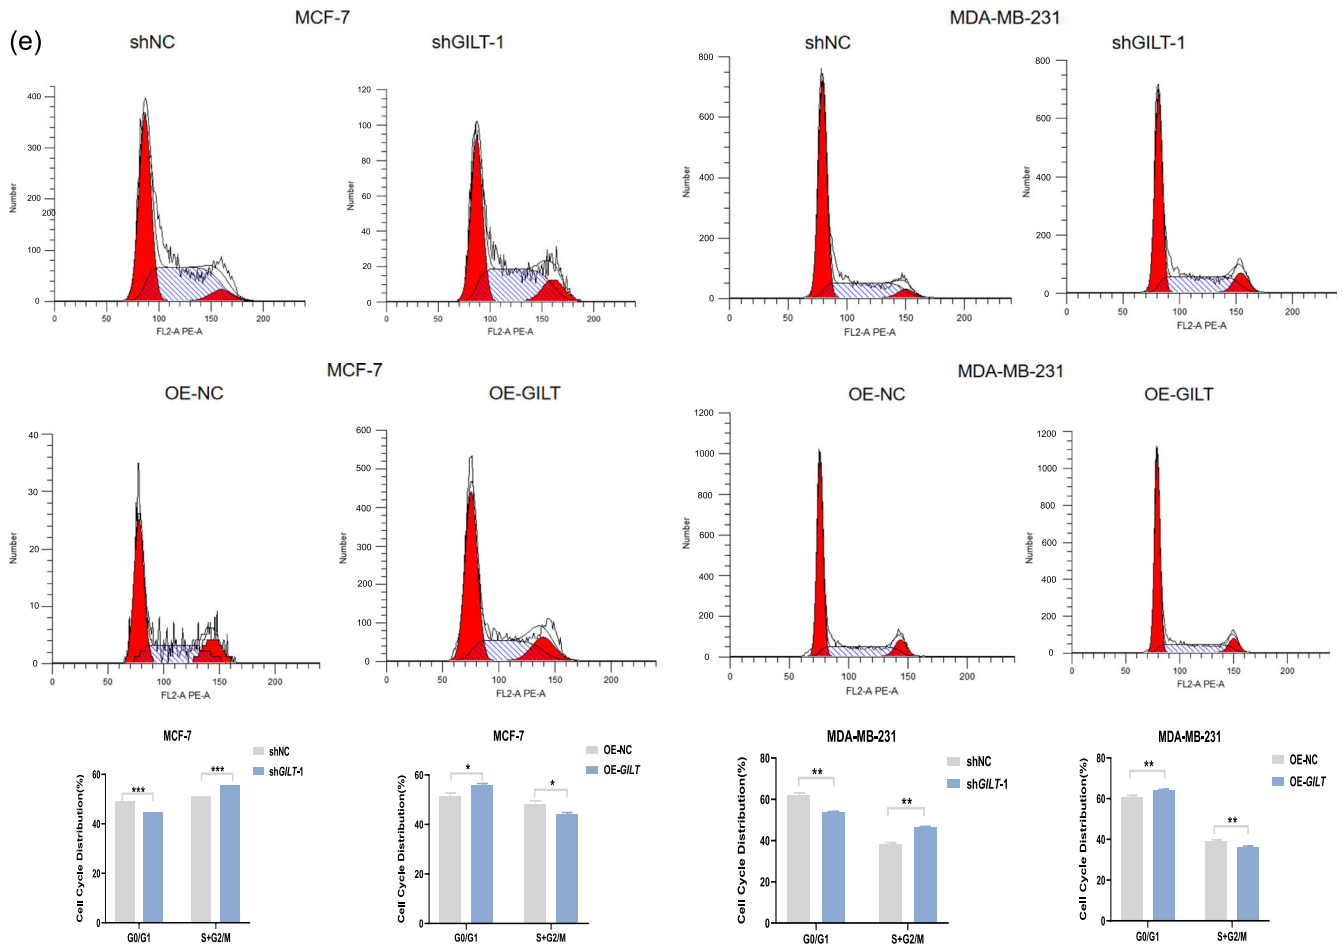 (e)
MCF-7
shNC
shGILT-1
MDA-MB-231
shNC
shGILT-1
Number
400
300
200
200
100
0
0 50 100 150 200
FL2-A PE-A
Number
120
100
80
60
40
20
0
0 100 200
FL2-A PE-A
Number
800
600
400
200
0
0 50 100 150 200
FL2-A PE-A
Number
800
600
400
200
0
0 50 100 150 200
FL2-A PE-A
MCF-7
OE-NC
OE-GILT
MDA-MB-231
OE-NC
OE-GILT
Number
40
30
20
10
0
0 50 100 150 200
FL2-A PE-A
Number
600
500
400
300
200
100
0
0 50 100 150 200
FL2-A PE-A
Number
1200
1000
800
600
400
200
0
0 50 100 150 200
FL2-A PE-A
Number
1200
1000
800
600
400
200
0
0 50 100 150 200
FL2-A PE-A
MCF-7
shNC
shGILT-1
Cell Cycle Distribution(%)
60
40
20
0
***
***
G0/G1 S+G2/M
MCF-7
OE-NC
OE-GILT
Cell Cycle Distribution(%)
60
40
20
0
*
*
G0/G1 S+G2/M
MDA-MB-231
shNC
shGILT-1
Cell Cycle Distribution(%)
80
60
40
20
0
**
**
G0/G1 S+G2/M
MDA-MB-231
OE-NC
OE-GILT
Cell Cycle Distribution(%)
80
60
40
20
0
**
**
G0/G1 S+G2/M